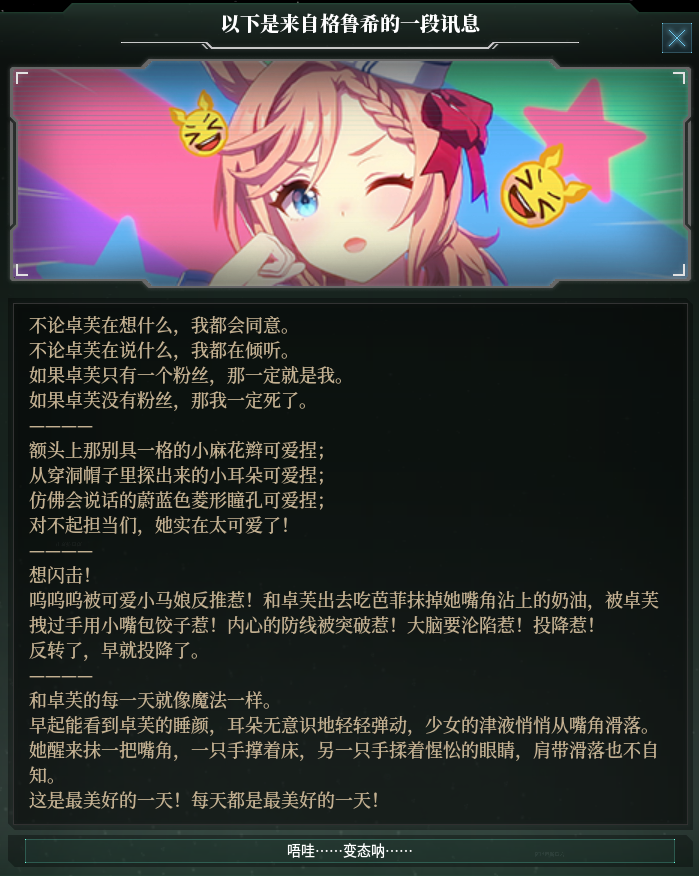 以下是来自格鲁希的一段讯息
不论卓芙在想什么，我都会同意。
不论卓芙在说什么，我都在倾听。
如果卓芙只有一个粉丝，那一定就是我。
如果卓芙没有粉丝，那我一定死了。
————
额头上那别具一格的小麻花辫可爱捏；
从穿洞帽子里探出来的小耳朵可爱捏；
仿佛会说话的蔚蓝色菱形瞳孔可爱捏；
对不起担当们，她实在太可爱了！
————
想闪击！
呜呜呜被可爱小马娘反推惹！和卓芙出去吃芭菲抹掉她嘴角沾上的奶油，被卓芙
拽过手用小嘴包饺子惹！内心的防线被突破惹！大脑要沦陷惹！投降惹！
反转了，早就投降了。
————
和卓芙的每一天就像魔法一样。
早起能看到卓芙的睡颜，耳朵无意识地轻轻弹动，少女的津液悄悄从嘴角滑落。
她醒来抹一把嘴角，一只手撑着床，另一只手揉着惺忪的眼睛，肩带滑落也不自
知。
这是最美好的一天！每天都是最美好的一天！
唔哇……变态呐……